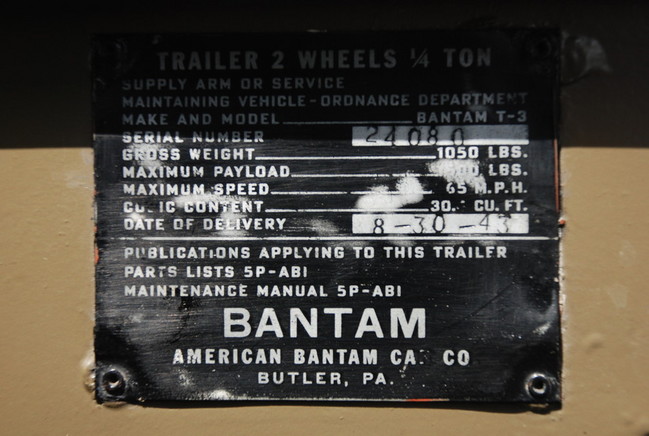 TRAILER 2 WHEELS ¼ TON
SUPPLY ARM OR SERVICE
MAINTAINING VEHICLE-ORDNANCE DEPARTMENT
MAKE AND MODEL BANTAM T-3
SERIAL NUMBER 24080
GROSS WEIGHT 1050 LBS.
MAXIMUM PAYLOAD LBS.
MAXIMUM SPEED 65 M.P.H.
CONTENT CU. FT.
DATE OF DELIVERY 8-30-43
PUBLICATIONS APPLYING TO THIS TRAILER
PARTS LISTS 5P-AB1
MAINTENANCE MANUAL 5P-AB1
BANTAM
AMERICAN BANTAM CO
BUTLER, PA.